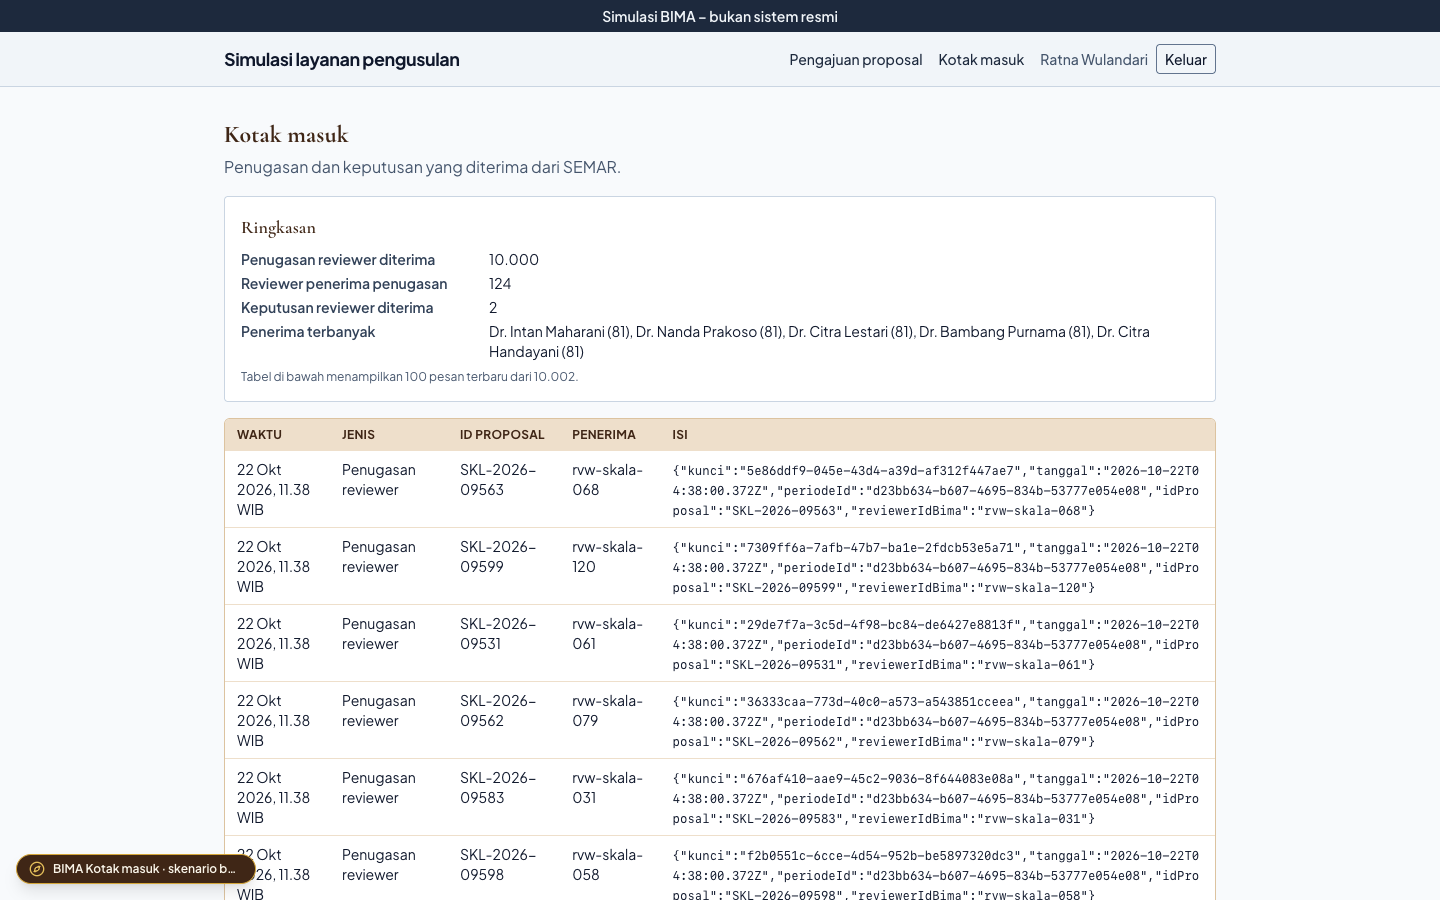 Simulasi BIMA – bukan sistem resmi
Simulasi layanan pengusulan
Pengajuan proposal
Kotak masuk
Ratna Wulandari
Keluar
Kotak masuk
Penugasan dan keputusan yang diterima dari SEMAR.
Ringkasan
Penugasan reviewer diterima 10.000
Reviewer penerima penugasan 124
Keputusan reviewer diterima 2
Penerima terbanyak Dr. Intan Maharani (81), Dr. Nanda Prakoso (81), Dr. Citra Lestari (81), Dr. Bambang Purnama (81), Dr. Citra
Handayani (81)
Tabel di bawah menampilkan 100 pesan terbaru dari 10.002.
WAKTU JENIS ID PROPOSAL PENERIMA ISI
22 Okt Penugasan SKL-2026- rvw-skala- {"kunci":"5e86ddf9-045e-43d4-a39d-af312f447ae7","tanggal":"2026-10-22T0
2026, 11.38 reviewer 09563 068 4:38:00.372Z","periodeId":"d23bb634-b607-4695-834b-53777e054e08","idPro
WIB posal":"SKL-2026-09563","reviewerIdBima":"rvw-skala-068"}
22 Okt Penugasan SKL-2026- rvw-skala- {"kunci":"7309ff6a-7afb-47b7-ba1e-2fdcb53e5a71","tanggal":"2026-10-22T0
2026, 11.38 reviewer 09599 120 4:38:00.372Z","periodeId":"d23bb634-b607-4695-834b-53777e054e08","idPro
WIB posal":"SKL-2026-09599","reviewerIdBima":"rvw-skala-120"}
22 Okt Penugasan SKL-2026- rvw-skala- {"kunci":"29de7f7a-3c5d-4f98-bc84-de6427e8813f","tanggal":"2026-10-22T0
2026, 11.38 reviewer 09531 061 4:38:00.372Z","periodeId":"d23bb634-b607-4695-834b-53777e054e08","idPro
WIB posal":"SKL-2026-09531","reviewerIdBima":"rvw-skala-061"}
22 Okt Penugasan SKL-2026- rvw-skala- {"kunci":"36333caa-773d-40c0-a573-a543851cceea","tanggal":"2026-10-22T0
2026, 11.38 reviewer 09562 079 4:38:00.372Z","periodeId":"d23bb634-b607-4695-834b-53777e054e08","idPro
WIB posal":"SKL-2026-09562","reviewerIdBima":"rvw-skala-079"}
22 Okt Penugasan SKL-2026- rvw-skala- {"kunci":"676af410-aae9-45c2-9036-8f644083e08a","tanggal":"2026-10-22T0
2026, 11.38 reviewer 09583 031 4:38:00.372Z","periodeId":"d23bb634-b607-4695-834b-53777e054e08","idPro
WIB posal":"SKL-2026-09583","reviewerIdBima":"rvw-skala-031"}
22 Okt Penugasan SKL-2026- rvw-skala- {"kunci":"f2b0551c-6cce-4d54-952b-be5897320dc3","tanggal":"2026-10-22T0
26, 11.38 reviewer 09598 058 4:38:00.372Z","periodeId":"d23bb634-b607-4695-834b-53777e054e08","idPro
WIB posal":"SKL-2026-09598","reviewerIdBima":"rvw-skala-058"}
BIMA Kotak masuk · skenario b...